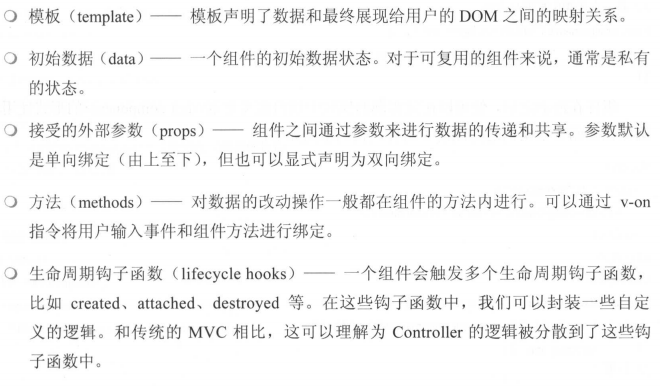 ○ 模板（template）—— 模板声明了数据和最终展现给用户的 DOM 之间的映射关系。
○ 初始数据（data）—— 一个组件的初始数据状态。对于可复用的组件来说，通常是私有
的状态。
○ 接受的外部参数（props）—— 组件之间通过参数来进行数据的传递和共享。参数默认
是单向绑定（由上至下），但也可以显式声明为双向绑定。
○ 方法（methods）—— 对数据的改动操作一般都在组件的方法内进行。可以通过 v-on
指令将用户输入事件和组件方法进行绑定。
○ 生命周期钩子函数（lifecycle hooks）—— 一个组件会触发多个生命周期钩子函数，
比如 created、attached、destroyed 等。在这些钩子函数中，我们可以封装一些自定
义的逻辑。和传统的 MVC 相比，这可以理解为 Controller 的逻辑被分散到了这些钩
子函数中。